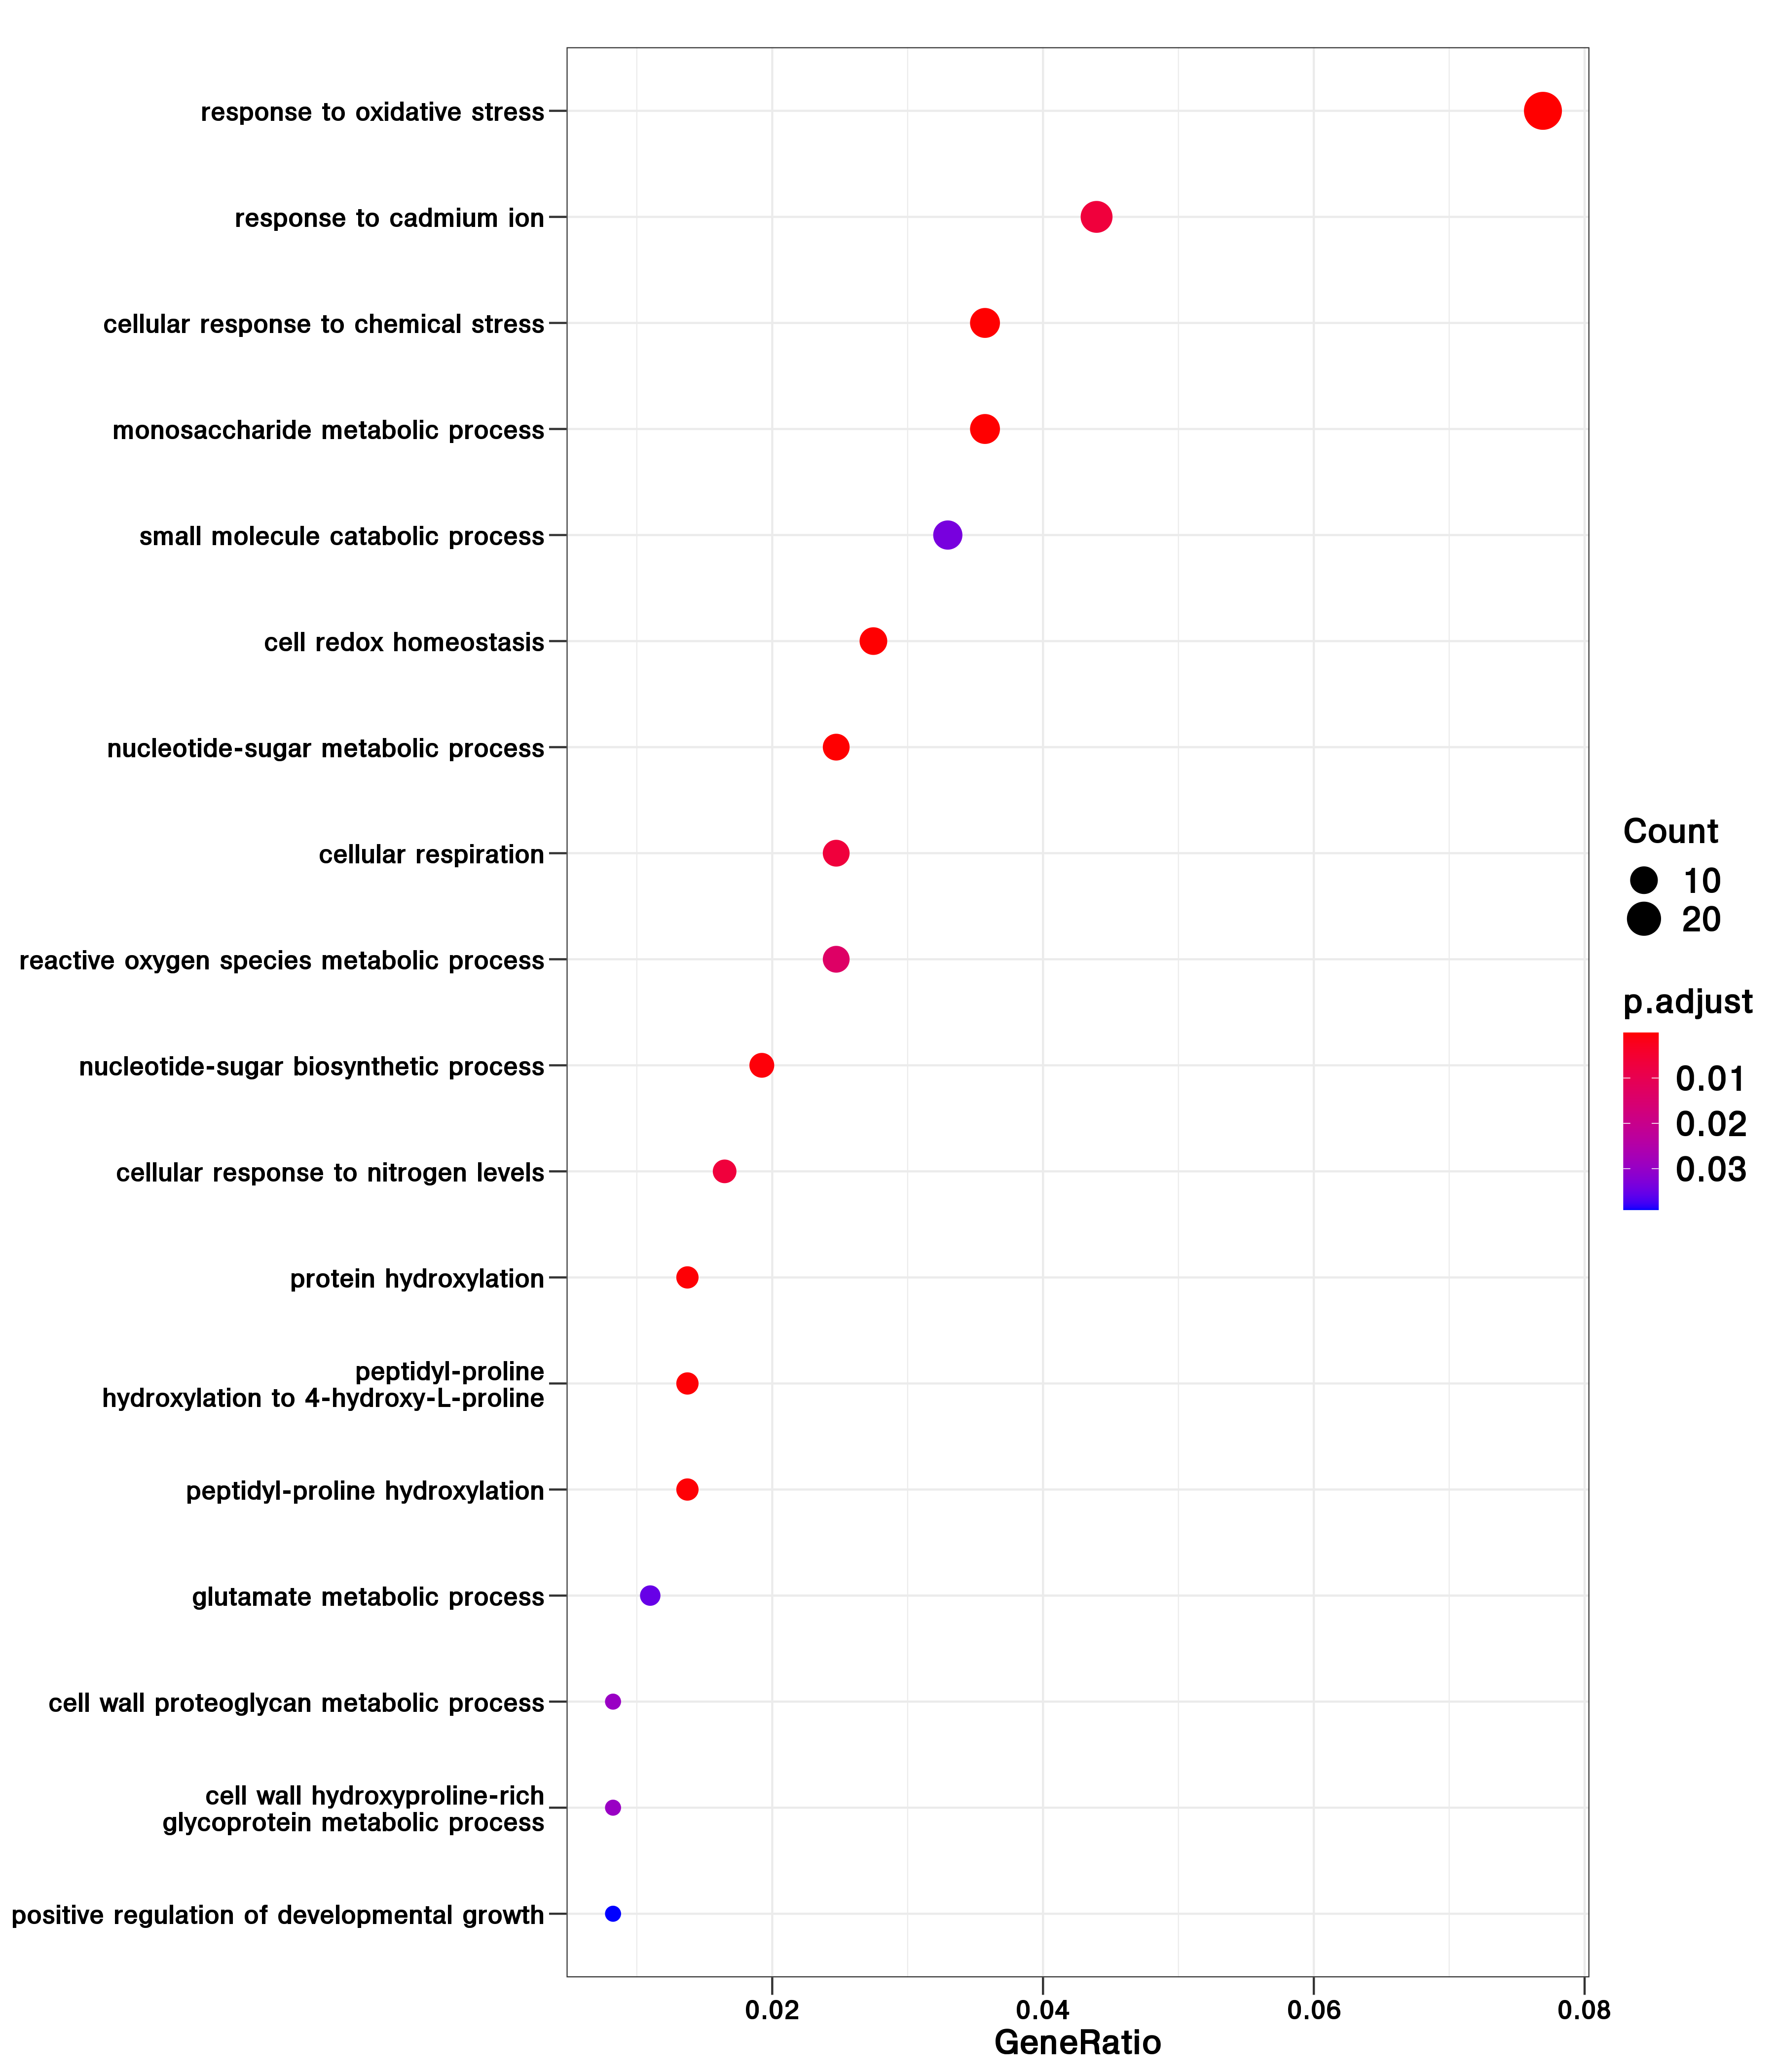 response to oxidative stress
response to cadmium ion
cellular response to chemical stress
monosaccharide metabolic process
small molecule catabolic process
cell redox homeostasis
nucleotide-sugar metabolic process
cellular respiration
reactive oxygen species metabolic process
nucleotide-sugar biosynthetic process
cellular response to nitrogen levels
protein hydroxylation
peptidyl-proline
hydroxylation to 4-hydroxy-L-proline
peptidyl-proline hydroxylation
glutamate metabolic process
cell wall proteoglycan metabolic process
cell wall hydroxyproline-rich
glycoprotein metabolic process
positive regulation of developmental growth
0.02 0.04 0.06 0.08
GeneRatio
Count
10
20
p.adjust
0.01
0.02
0.03